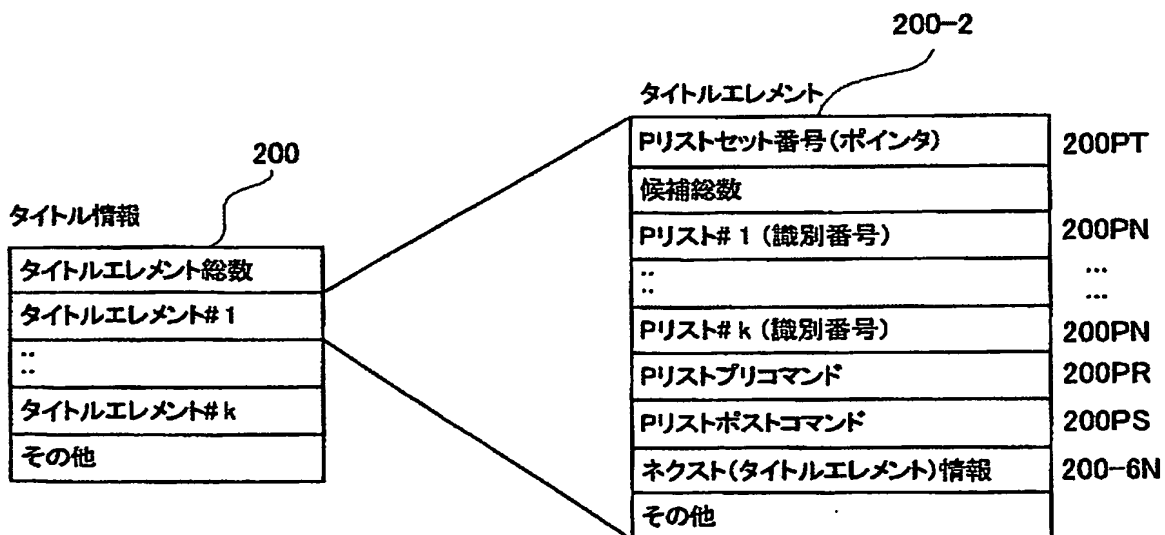 200-2
タイトルエレメント
Pリストセット番号(ポインタ) 200PT
候補総数
Pリスト#1(識別番号) 200PN
:: ...
...
Pリスト#k(識別番号) 200PN
Pリストプリコマンド 200PR
Pリストポストコマンド 200PS
ネクスト(タイトルエレメント)情報 200-6N
その他
200
タイトル情報
タイトルエレメント総数
タイトルエレメント#1
::
タイトルエレメント#k
その他